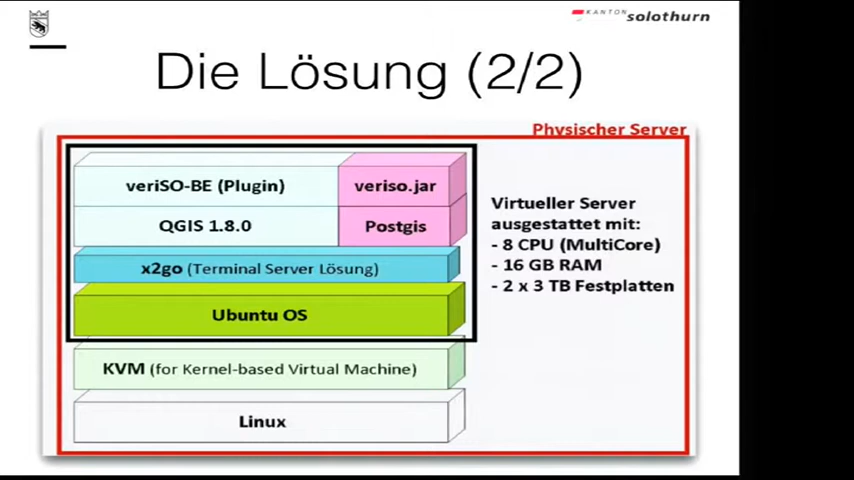 KANTON solothurn
Die Lösung (2/2)
Physischer Server
veriSO-BE (Plugin)
veriso.jar
QGIS 1.8.0
Postgis
x2go (Terminal Server Lösung)
Ubuntu OS
KVM (for Kernel-based Virtual Machine)
Linux
Virtueller Server
ausgestattet mit:
- 8 CPU (MultiCore)
- 16 GB RAM
- 2 x 3 TB Festplatten